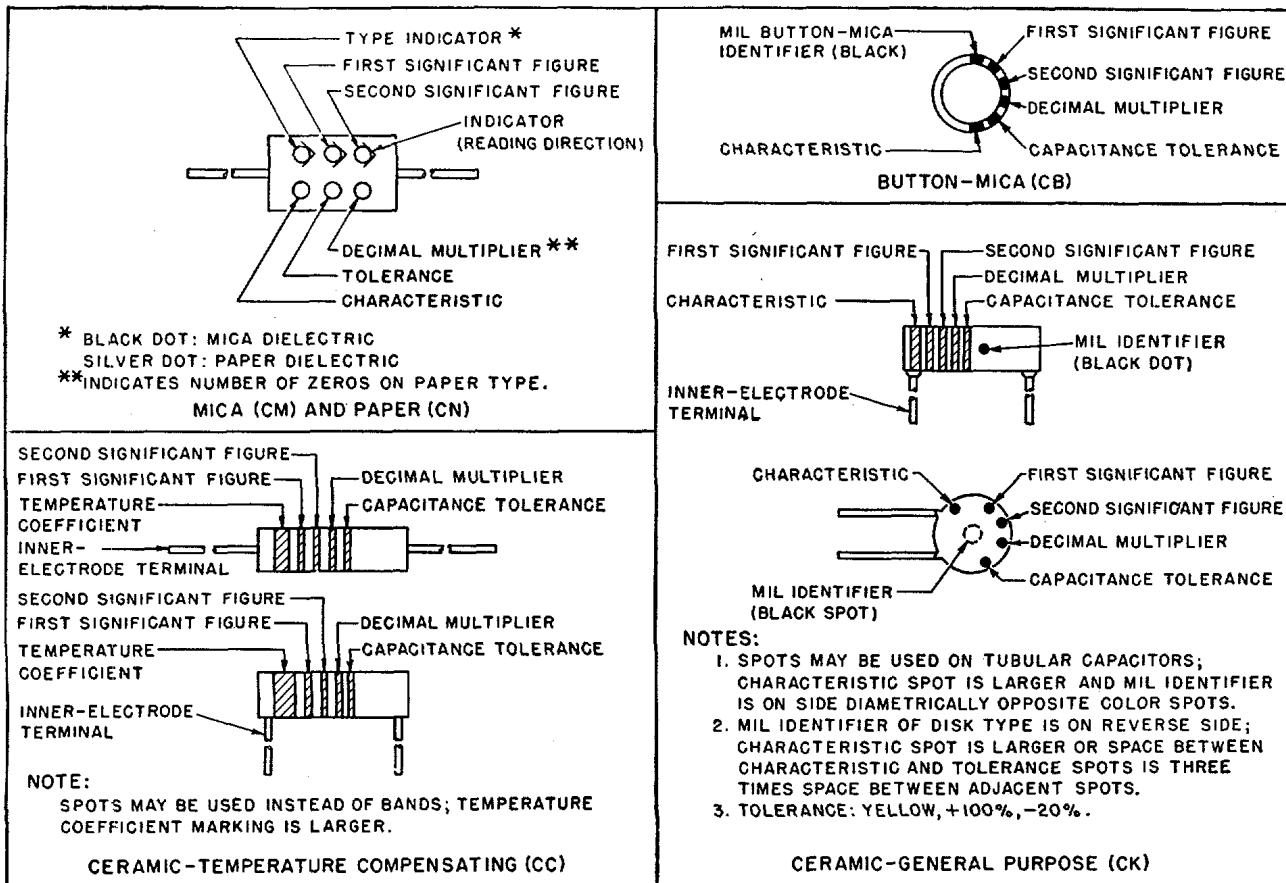 TYPE INDICATOR *
FIRST SIGNIFICANT FIGURE
SECOND SIGNIFICANT FIGURE
INDICATOR
(READING DIRECTION)
DECIMAL MULTIPLIER **
TOLERANCE
CHARACTERISTIC
* BLACK DOT: MICA DIELECTRIC
SILVER DOT: PAPER DIELECTRIC
** INDICATES NUMBER OF ZEROS ON PAPER TYPE.
MICA (CM) AND PAPER (CN)
MIL BUTTON-MICA
IDENTIFIER (BLACK)
FIRST SIGNIFICANT FIGURE
SECOND SIGNIFICANT FIGURE
DECIMAL MULTIPLIER
CHARACTERISTIC
CAPACITANCE TOLERANCE
BUTTON-MICA (CB)
SECOND SIGNIFICANT FIGURE
FIRST SIGNIFICANT FIGURE
DECIMAL MULTIPLIER
TEMPERATURE
COEFFICIENT
CAPACITANCE TOLERANCE
INNER-
ELECTRODE TERMINAL
SECOND SIGNIFICANT FIGURE
FIRST SIGNIFICANT FIGURE
DECIMAL MULTIPLIER
TEMPERATURE
COEFFICIENT
CAPACITANCE TOLERANCE
INNER-ELECTRODE
TERMINAL
NOTE:
SPOTS MAY BE USED INSTEAD OF BANDS; TEMPERATURE
COEFFICIENT MARKING IS LARGER.
CERAMIC-TEMPERATURE COMPENSATING (CC)
FIRST SIGNIFICANT FIGURE
SECOND SIGNIFICANT FIGURE
DECIMAL MULTIPLIER
CHARACTERISTIC
CAPACITANCE TOLERANCE
MIL IDENTIFIER
(BLACK DOT)
INNER-ELECTRODE
TERMINAL
CHARACTERISTIC
FIRST SIGNIFICANT FIGURE
SECOND SIGNIFICANT FIGURE
DECIMAL MULTIPLIER
CAPACITANCE TOLERANCE
MIL IDENTIFIER
(BLACK SPOT)
NOTES:
1. SPOTS MAY BE USED ON TUBULAR CAPACITORS;
CHARACTERISTIC SPOT IS LARGER AND MIL IDENTIFIER
IS ON SIDE DIAMETRICALLY OPPOSITE COLOR SPOTS.
2. MIL IDENTIFIER OF DISK TYPE IS ON REVERSE SIDE;
CHARACTERISTIC SPOT IS LARGER OR SPACE BETWEEN
CHARACTERISTIC AND TOLERANCE SPOTS IS THREE
TIMES SPACE BETWEEN ADJACENT SPOTS.
3. TOLERANCE: YELLOW, +100%, -20%.
CERAMIC-GENERAL PURPOSE (CK)